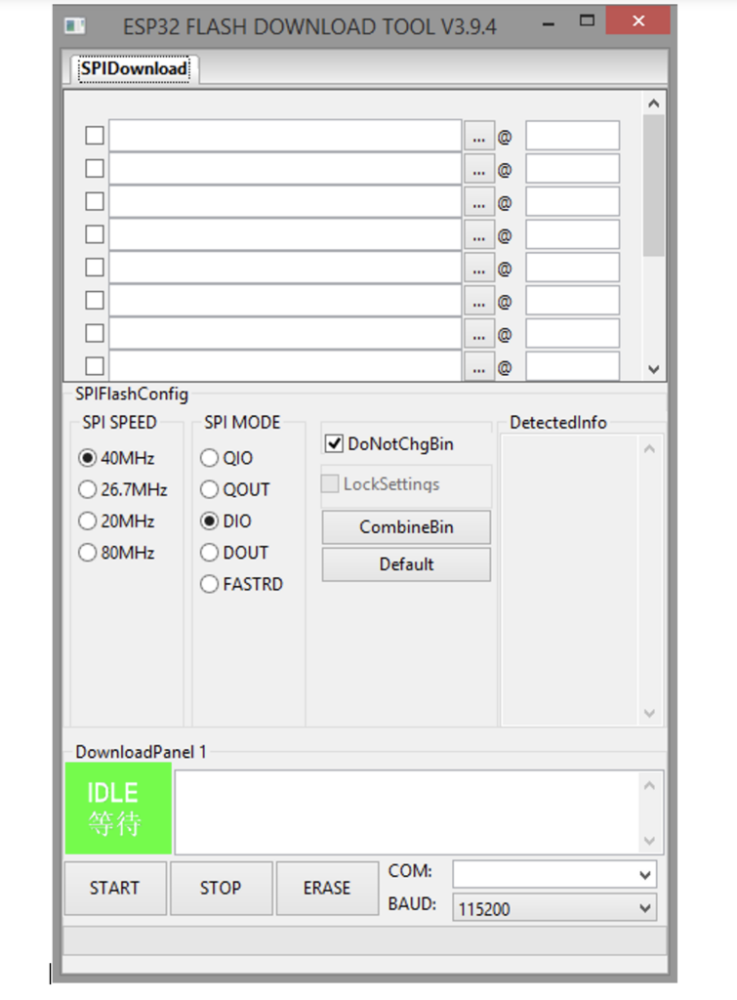 ESP32 FLASH DOWNLOAD TOOL V3.9.4
SPIDownload
... @
... @
... @
... @
... @
... @
... @
... @
SPIFlashConfig
SPI SPEED
40MHz
26.7MHz
20MHz
80MHz
SPI MODE
QIO
QOUT
DIO
DOUT
FASTRD
DoNotChgBin
LockSettings
CombineBin
Default
DetectedInfo
DownloadPanel 1
IDLE
等待
START
STOP
ERASE
COM:
BAUD:
115200